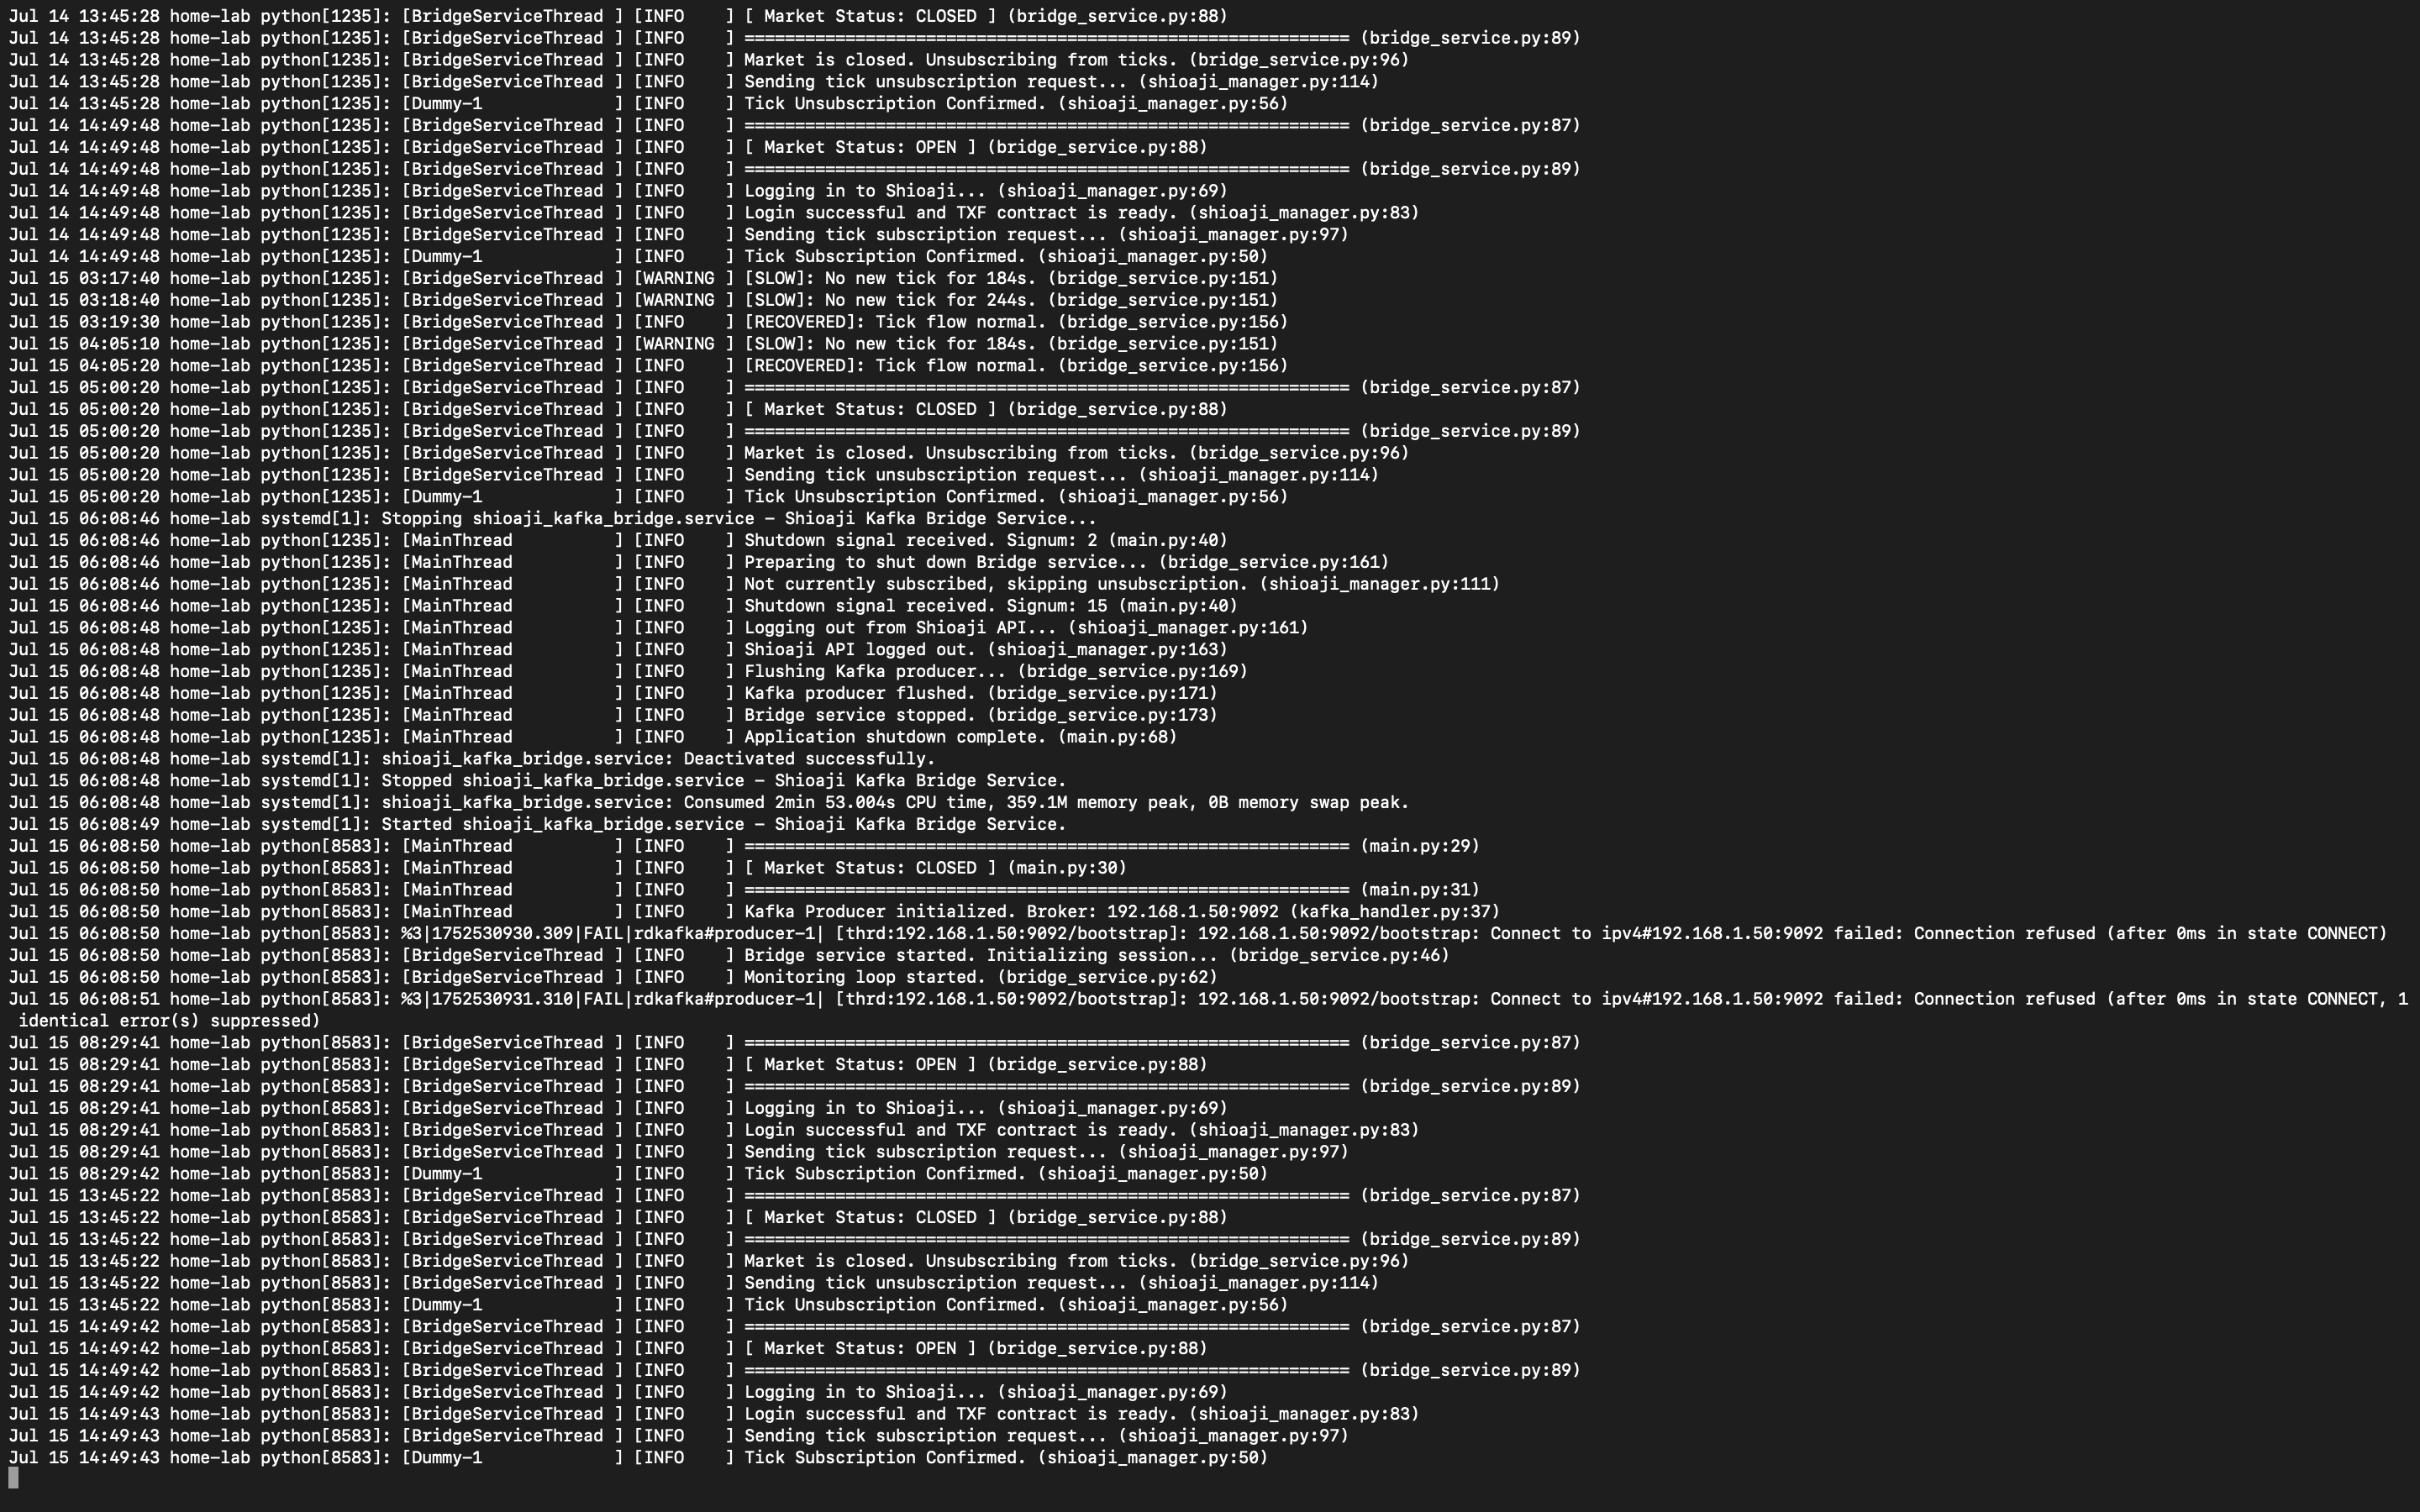 Jul 14 13:45:28 home-lab python[1235]: [BridgeServiceThread ] [INFO    ] [ Market Status: CLOSED ] (bridge_service.py:88)
Jul 14 13:45:28 home-lab python[1235]: [BridgeServiceThread ] [INFO    ] ============================================================ (bridge_service.py:89)
Jul 14 13:45:28 home-lab python[1235]: [BridgeServiceThread ] [INFO    ] Market is closed. Unsubscribing from ticks. (bridge_service.py:96)
Jul 14 13:45:28 home-lab python[1235]: [BridgeServiceThread ] [INFO    ] Sending tick unsubscription request... (shioaji_manager.py:114)
Jul 14 13:45:28 home-lab python[1235]: [Dummy-1             ] [INFO    ] Tick Unsubscription Confirmed. (shioaji_manager.py:56)
Jul 14 14:49:48 home-lab python[1235]: [BridgeServiceThread ] [INFO    ] ============================================================ (bridge_service.py:87)
Jul 14 14:49:48 home-lab python[1235]: [BridgeServiceThread ] [INFO    ] [ Market Status: OPEN ] (bridge_service.py:88)
Jul 14 14:49:48 home-lab python[1235]: [BridgeServiceThread ] [INFO    ] ============================================================ (bridge_service.py:89)
Jul 14 14:49:48 home-lab python[1235]: [BridgeServiceThread ] [INFO    ] Logging in to Shioaji... (shioaji_manager.py:69)
Jul 14 14:49:48 home-lab python[1235]: [BridgeServiceThread ] [INFO    ] Login successful and TXF contract is ready. (shioaji_manager.py:83)
Jul 14 14:49:48 home-lab python[1235]: [BridgeServiceThread ] [INFO    ] Sending tick subscription request... (shioaji_manager.py:97)
Jul 14 14:49:48 home-lab python[1235]: [Dummy-1             ] [INFO    ] Tick Subscription Confirmed. (shioaji_manager.py:50)
Jul 15 03:17:40 home-lab python[1235]: [BridgeServiceThread ] [WARNING ] [SLOW]: No new tick for 184s. (bridge_service.py:151)
Jul 15 03:18:40 home-lab python[1235]: [BridgeServiceThread ] [WARNING ] [SLOW]: No new tick for 244s. (bridge_service.py:151)
Jul 15 03:19:30 home-lab python[1235]: [BridgeServiceThread ] [INFO    ] [RECOVERED]: Tick flow normal. (bridge_service.py:156)
Jul 15 04:05:10 home-lab python[1235]: [BridgeServiceThread ] [WARNING ] [SLOW]: No new tick for 184s. (bridge_service.py:151)
Jul 15 04:05:20 home-lab python[1235]: [BridgeServiceThread ] [INFO    ] [RECOVERED]: Tick flow normal. (bridge_service.py:156)
Jul 15 05:00:20 home-lab python[1235]: [BridgeServiceThread ] [INFO    ] ============================================================ (bridge_service.py:87)
Jul 15 05:00:20 home-lab python[1235]: [BridgeServiceThread ] [INFO    ] [ Market Status: CLOSED ] (bridge_service.py:88)
Jul 15 05:00:20 home-lab python[1235]: [BridgeServiceThread ] [INFO    ] ============================================================ (bridge_service.py:89)
Jul 15 05:00:20 home-lab python[1235]: [BridgeServiceThread ] [INFO    ] Market is closed. Unsubscribing from ticks. (bridge_service.py:96)
Jul 15 05:00:20 home-lab python[1235]: [BridgeServiceThread ] [INFO    ] Sending tick unsubscription request... (shioaji_manager.py:114)
Jul 15 05:00:20 home-lab python[1235]: [Dummy-1             ] [INFO    ] Tick Unsubscription Confirmed. (shioaji_manager.py:56)
Jul 15 06:08:46 home-lab systemd[1]: Stopping shioaji_kafka_bridge.service - Shioaji Kafka Bridge Service...
Jul 15 06:08:46 home-lab python[1235]: [MainThread          ] [INFO    ] Shutdown signal received. Signum: 2 (main.py:40)
Jul 15 06:08:46 home-lab python[1235]: [MainThread          ] [INFO    ] Preparing to shut down Bridge service... (bridge_service.py:161)
Jul 15 06:08:46 home-lab python[1235]: [MainThread          ] [INFO    ] Not currently subscribed, skipping unsubscription. (shioaji_manager.py:111)
Jul 15 06:08:46 home-lab python[1235]: [MainThread          ] [INFO    ] Shutdown signal received. Signum: 15 (main.py:40)
Jul 15 06:08:48 home-lab python[1235]: [MainThread          ] [INFO    ] Logging out from Shioaji API... (shioaji_manager.py:161)
Jul 15 06:08:48 home-lab python[1235]: [MainThread          ] [INFO    ] Shioaji API logged out. (shioaji_manager.py:163)
Jul 15 06:08:48 home-lab python[1235]: [MainThread          ] [INFO    ] Flushing Kafka producer... (bridge_service.py:169)
Jul 15 06:08:48 home-lab python[1235]: [MainThread          ] [INFO    ] Kafka producer flushed. (bridge_service.py:171)
Jul 15 06:08:48 home-lab python[1235]: [MainThread          ] [INFO    ] Bridge service stopped. (bridge_service.py:173)
Jul 15 06:08:48 home-lab python[1235]: [MainThread          ] [INFO    ] Application shutdown complete. (main.py:68)
Jul 15 06:08:48 home-lab systemd[1]: shioaji_kafka_bridge.service: Deactivated successfully.
Jul 15 06:08:48 home-lab systemd[1]: Stopped shioaji_kafka_bridge.service - Shioaji Kafka Bridge Service.
Jul 15 06:08:48 home-lab systemd[1]: shioaji_kafka_bridge.service: Consumed 2min 53.004s CPU time, 359.1M memory peak, 0B memory swap peak.
Jul 15 06:08:49 home-lab systemd[1]: Started shioaji_kafka_bridge.service - Shioaji Kafka Bridge Service.
Jul 15 06:08:50 home-lab python[8583]: [MainThread          ] [INFO    ] ============================================================ (main.py:29)
Jul 15 06:08:50 home-lab python[8583]: [MainThread          ] [INFO    ] [ Market Status: CLOSED ] (main.py:30)
Jul 15 06:08:50 home-lab python[8583]: [MainThread          ] [INFO    ] ============================================================ (main.py:31)
Jul 15 06:08:50 home-lab python[8583]: [MainThread          ] [INFO    ] Kafka Producer initialized. Broker: 192.168.1.50:9092 (kafka_handler.py:37)
Jul 15 06:08:50 home-lab python[8583]: %3|1752530930.309|FAIL|rdkafka#producer-1| [thrd:192.168.1.50:9092/bootstrap]: 192.168.1.50:9092/bootstrap: Connect to ipv4#192.168.1.50:9092 failed: Connection refused (after 0ms in state CONNECT)
Jul 15 06:08:50 home-lab python[8583]: [BridgeServiceThread ] [INFO    ] Bridge service started. Initializing session... (bridge_service.py:46)
Jul 15 06:08:50 home-lab python[8583]: [BridgeServiceThread ] [INFO    ] Monitoring loop started. (bridge_service.py:62)
Jul 15 06:08:51 home-lab python[8583]: %3|1752530931.310|FAIL|rdkafka#producer-1| [thrd:192.168.1.50:9092/bootstrap]: 192.168.1.50:9092/bootstrap: Connect to ipv4#192.168.1.50:9092 failed: Connection refused (after 0ms in state CONNECT, 1
identical error(s) suppressed)
Jul 15 08:29:41 home-lab python[8583]: [BridgeServiceThread ] [INFO    ] ============================================================ (bridge_service.py:87)
Jul 15 08:29:41 home-lab python[8583]: [BridgeServiceThread ] [INFO    ] [ Market Status: OPEN ] (bridge_service.py:88)
Jul 15 08:29:41 home-lab python[8583]: [BridgeServiceThread ] [INFO    ] ============================================================ (bridge_service.py:89)
Jul 15 08:29:41 home-lab python[8583]: [BridgeServiceThread ] [INFO    ] Logging in to Shioaji... (shioaji_manager.py:69)
Jul 15 08:29:41 home-lab python[8583]: [BridgeServiceThread ] [INFO    ] Login successful and TXF contract is ready. (shioaji_manager.py:83)
Jul 15 08:29:41 home-lab python[8583]: [BridgeServiceThread ] [INFO    ] Sending tick subscription request... (shioaji_manager.py:97)
Jul 15 08:29:42 home-lab python[8583]: [Dummy-1             ] [INFO    ] Tick Subscription Confirmed. (shioaji_manager.py:50)
Jul 15 13:45:22 home-lab python[8583]: [BridgeServiceThread ] [INFO    ] ============================================================ (bridge_service.py:87)
Jul 15 13:45:22 home-lab python[8583]: [BridgeServiceThread ] [INFO    ] [ Market Status: CLOSED ] (bridge_service.py:88)
Jul 15 13:45:22 home-lab python[8583]: [BridgeServiceThread ] [INFO    ] ============================================================ (bridge_service.py:89)
Jul 15 13:45:22 home-lab python[8583]: [BridgeServiceThread ] [INFO    ] Market is closed. Unsubscribing from ticks. (bridge_service.py:96)
Jul 15 13:45:22 home-lab python[8583]: [BridgeServiceThread ] [INFO    ] Sending tick unsubscription request... (shioaji_manager.py:114)
Jul 15 13:45:22 home-lab python[8583]: [Dummy-1             ] [INFO    ] Tick Unsubscription Confirmed. (shioaji_manager.py:56)
Jul 15 14:49:42 home-lab python[8583]: [BridgeServiceThread ] [INFO    ] ============================================================ (bridge_service.py:87)
Jul 15 14:49:42 home-lab python[8583]: [BridgeServiceThread ] [INFO    ] [ Market Status: OPEN ] (bridge_service.py:88)
Jul 15 14:49:42 home-lab python[8583]: [BridgeServiceThread ] [INFO    ] ============================================================ (bridge_service.py:89)
Jul 15 14:49:42 home-lab python[8583]: [BridgeServiceThread ] [INFO    ] Logging in to Shioaji... (shioaji_manager.py:69)
Jul 15 14:49:43 home-lab python[8583]: [BridgeServiceThread ] [INFO    ] Login successful and TXF contract is ready. (shioaji_manager.py:83)
Jul 15 14:49:43 home-lab python[8583]: [BridgeServiceThread ] [INFO    ] Sending tick subscription request... (shioaji_manager.py:97)
Jul 15 14:49:43 home-lab python[8583]: [Dummy-1             ] [INFO    ] Tick Subscription Confirmed. (shioaji_manager.py:50)